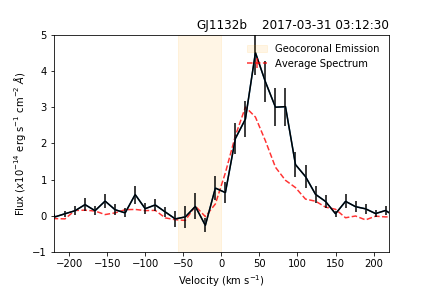 GJ1132b    2017-03-31 03:12:30
Geocoronal Emission
Average Spectrum
5
4
3
2
1
0
−1
Flux (x10⁻¹⁴ erg s⁻¹ cm⁻² Å)
−200 −150 −100 −50 0 50 100 150 200
Velocity (km s⁻¹)